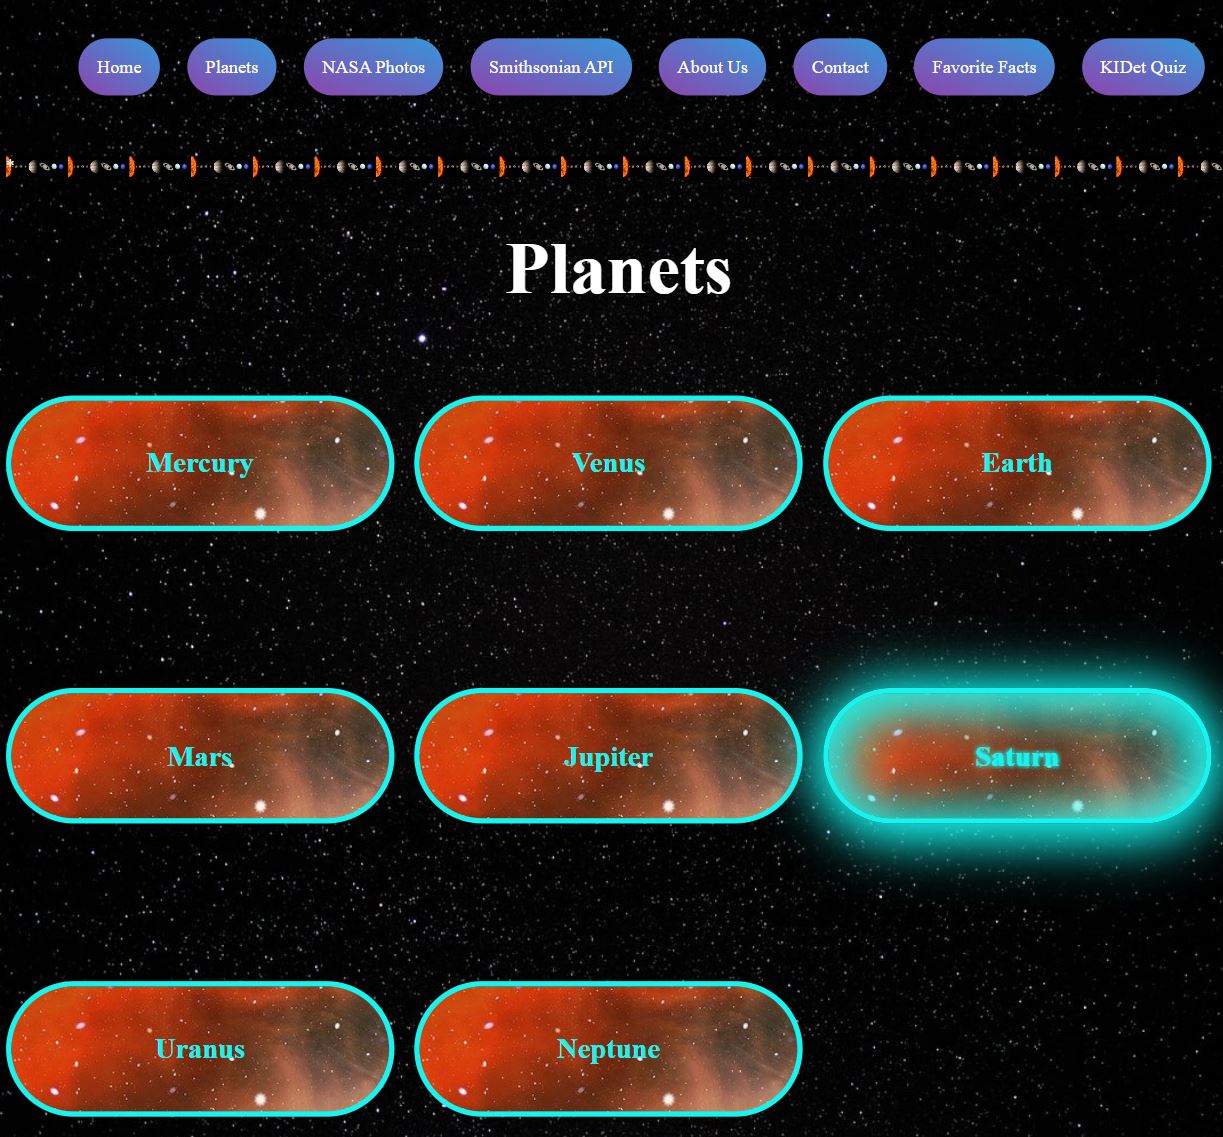 Home Planets NASA Photos Smithsonian API About Us Contact Favorite Facts KIDet Quiz
Planets
Mercury Venus Earth
Mars Jupiter Saturn
Uranus Neptune